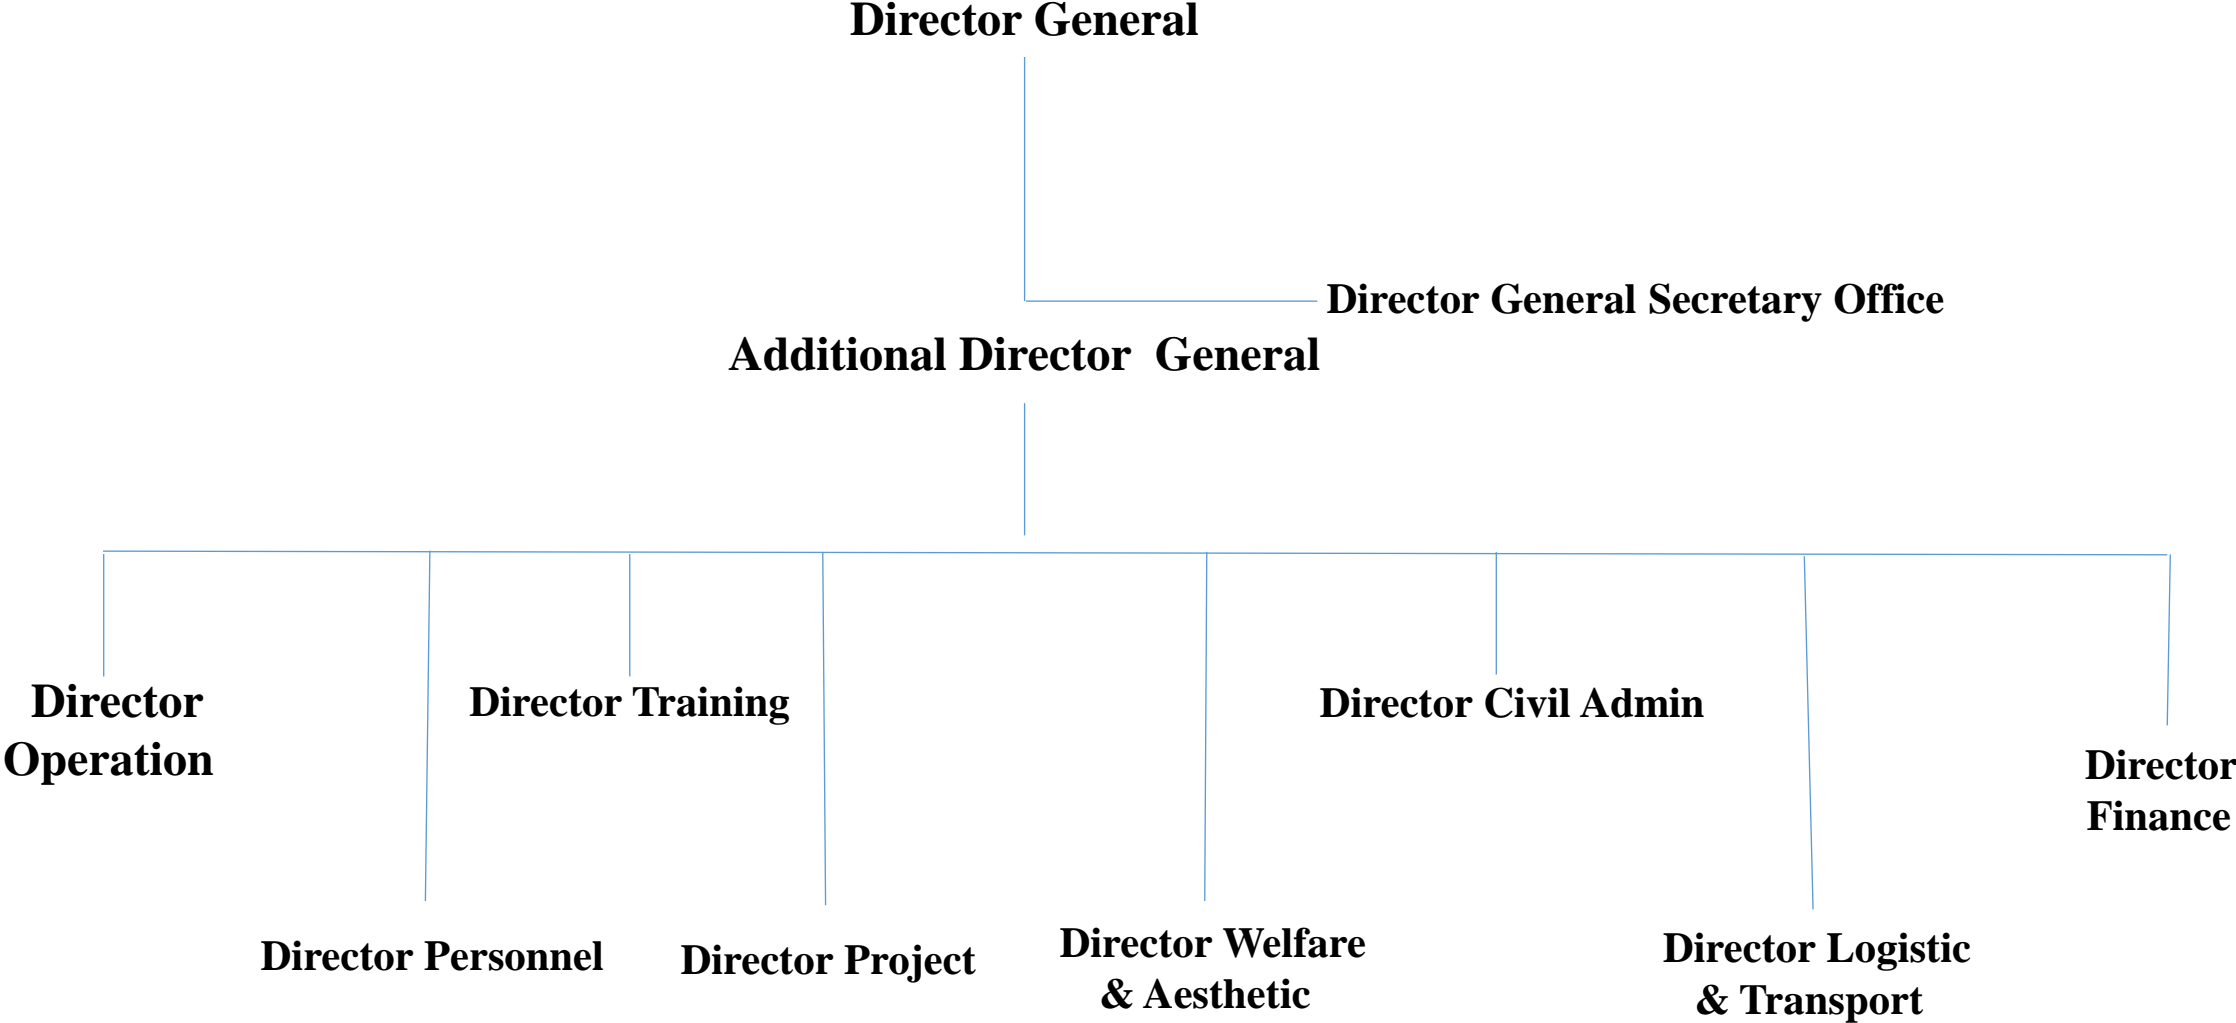 Director General
Director General Secretary Office
Additional Director  General
Director
Operation
Director Training
Director Civil Admin
Director
Finance
Director Personnel
Director Project
Director Welfare
& Aesthetic
Director Logistic
& Transport